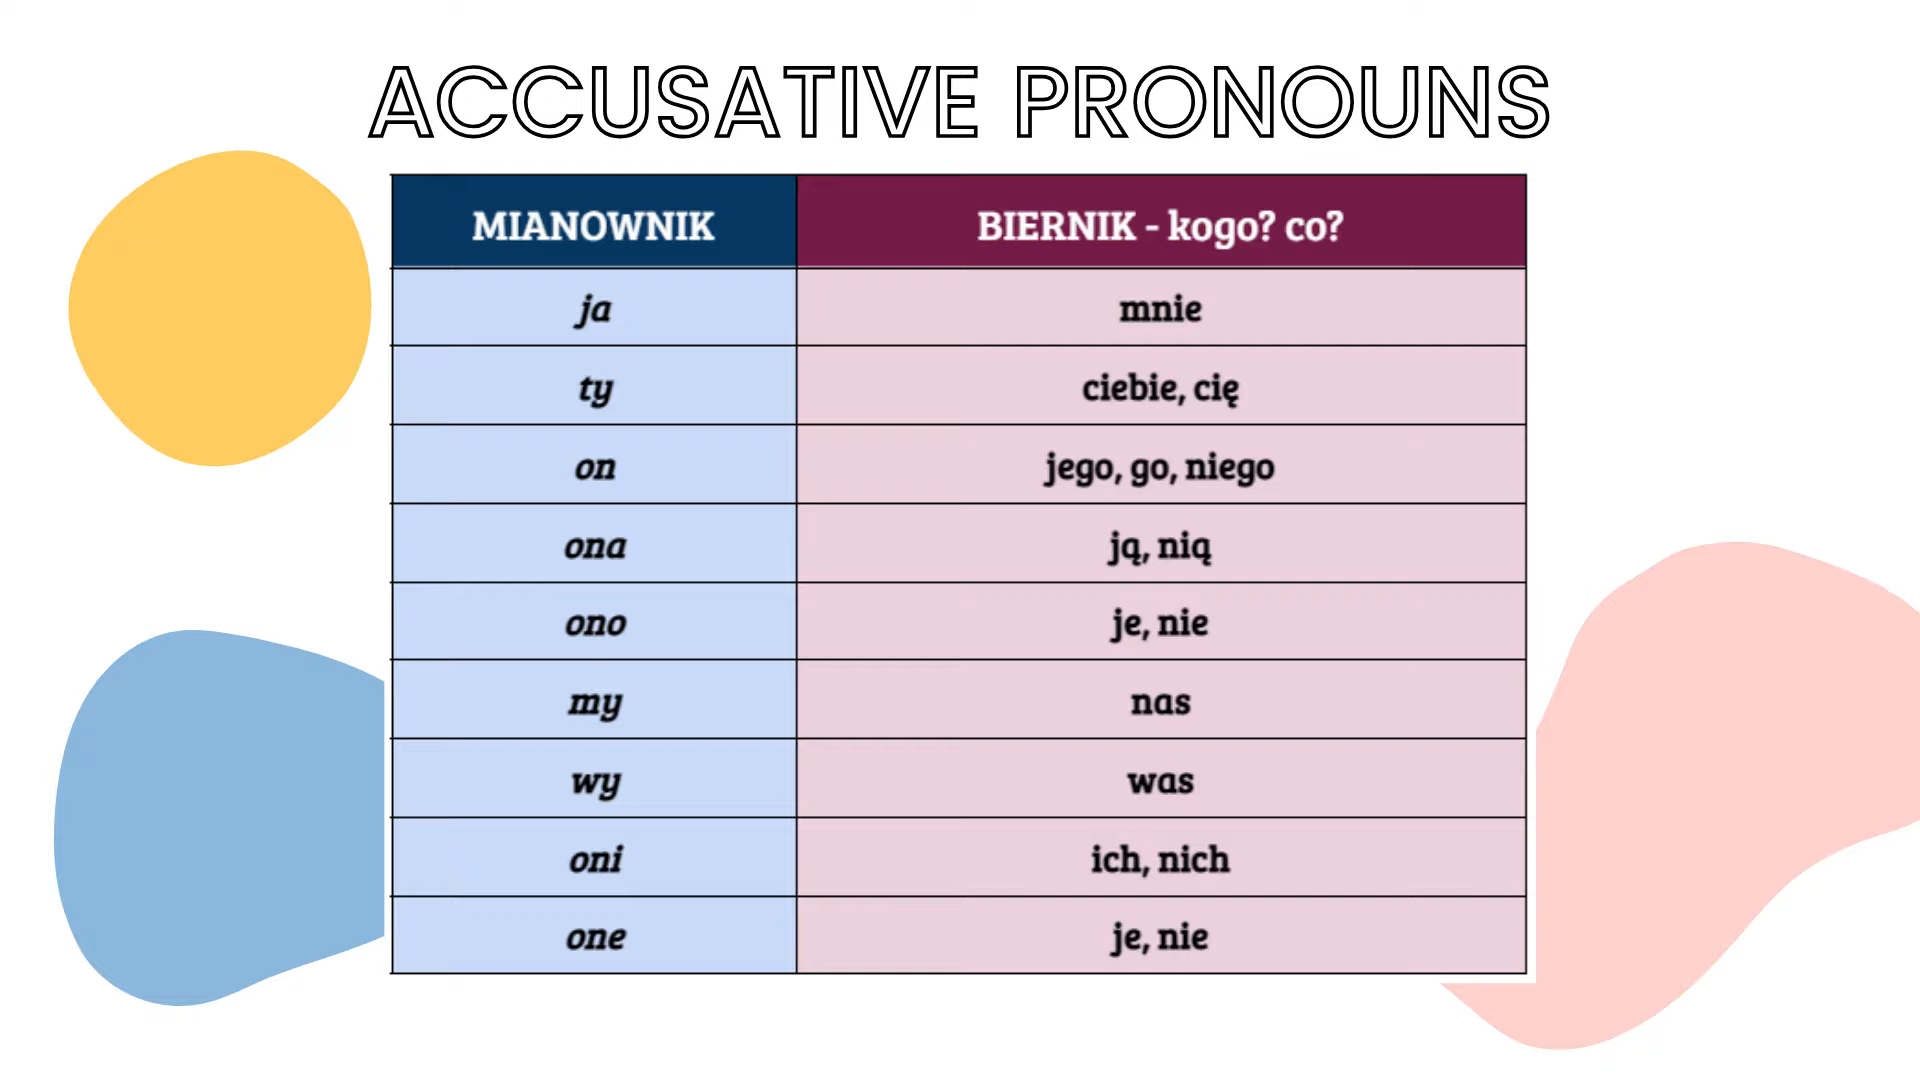 ACCUSATIVE PRONOUNS
MIANOWNIK BIERNIK - kogo? co?
ja mnie
ty ciebie, cię
on jego, go, niego
ona ją, nią
ono je, nie
my nas
wy was
oni ich, nich
one je, nie